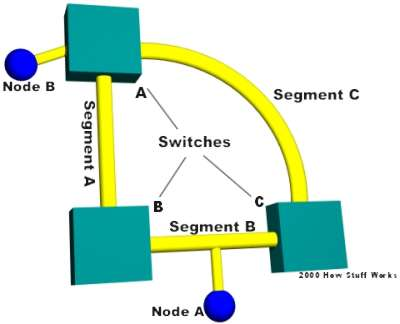 Node B
A
Segment C
Segment A
Switches
B
C
Segment B
2000 How Stuff Works
Node A